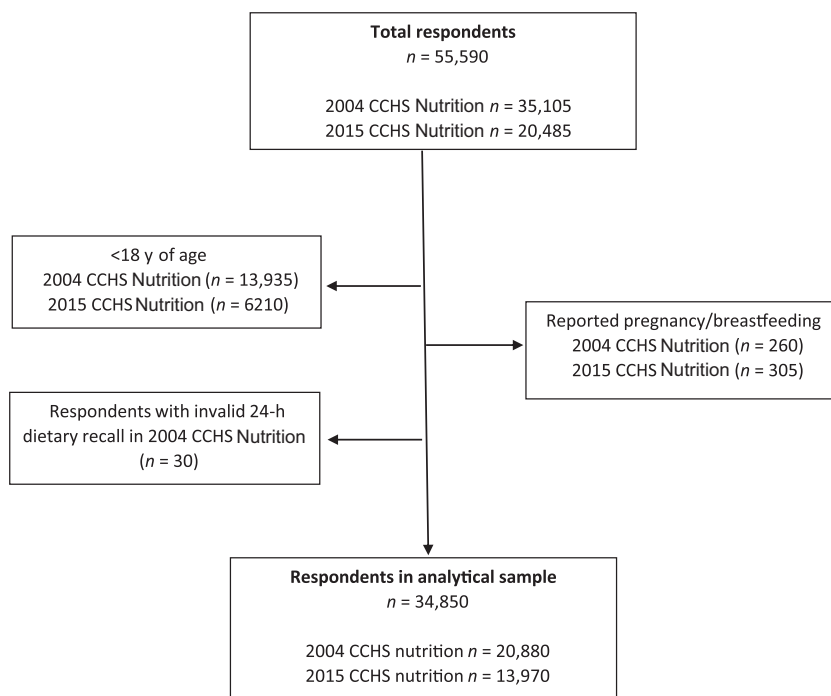 Total respondents
n = 55,590
2004 CCHS Nutrition n = 35,105
2015 CCHS Nutrition n = 20,485
<18 y of age
2004 CCHS Nutrition (n = 13,935)
2015 CCHS Nutrition (n = 6210)
Reported pregnancy/breastfeeding
2004 CCHS Nutrition (n = 260)
2015 CCHS Nutrition (n = 305)
Respondents with invalid 24-h
dietary recall in 2004 CCHS Nutrition
(n = 30)
Respondents in analytical sample
n = 34,850
2004 CCHS nutrition n = 20,880
2015 CCHS nutrition n = 13,970